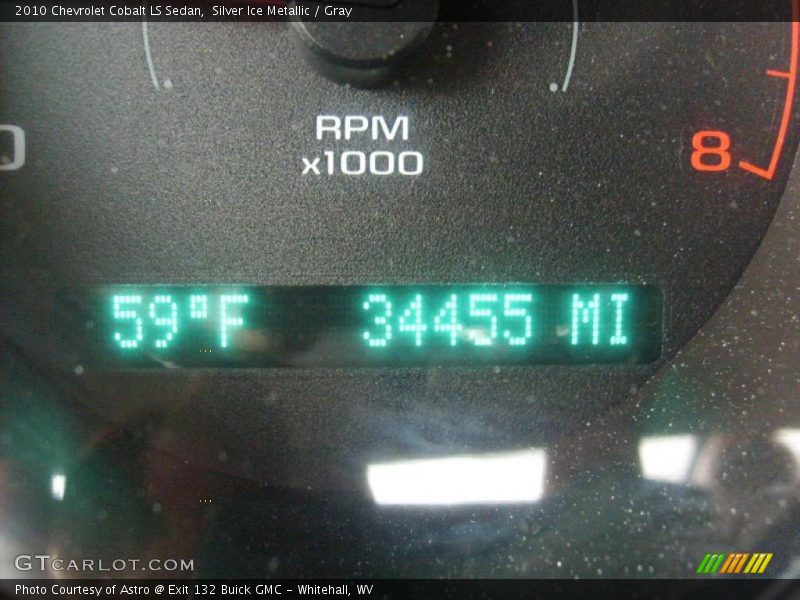 2010 Chevrolet Cobalt LS Sedan,  Silver Ice Metallic / Gray
RPM
x1000
0
8
59°F 34455 MI
GTCARLOT.COM
Photo Courtesy of Astro @ Exit 132 Buick GMC - Whitehall, WV